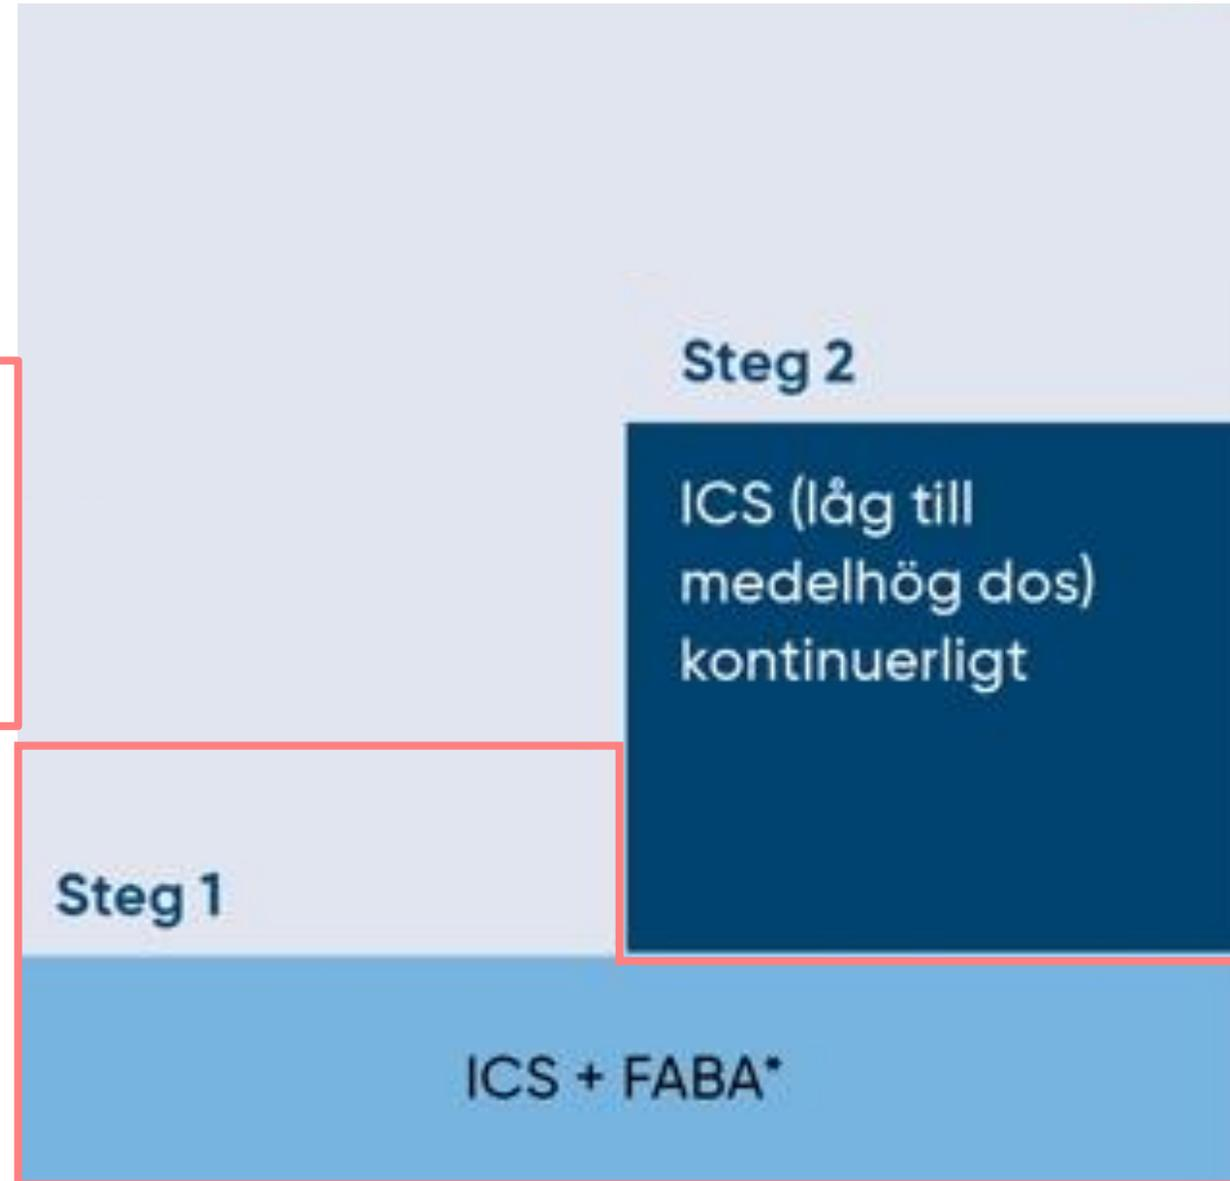 Steg 2
ICS (låg till
medelhög dos)
kontinuerligt
Steg 1
ICS + FABA*